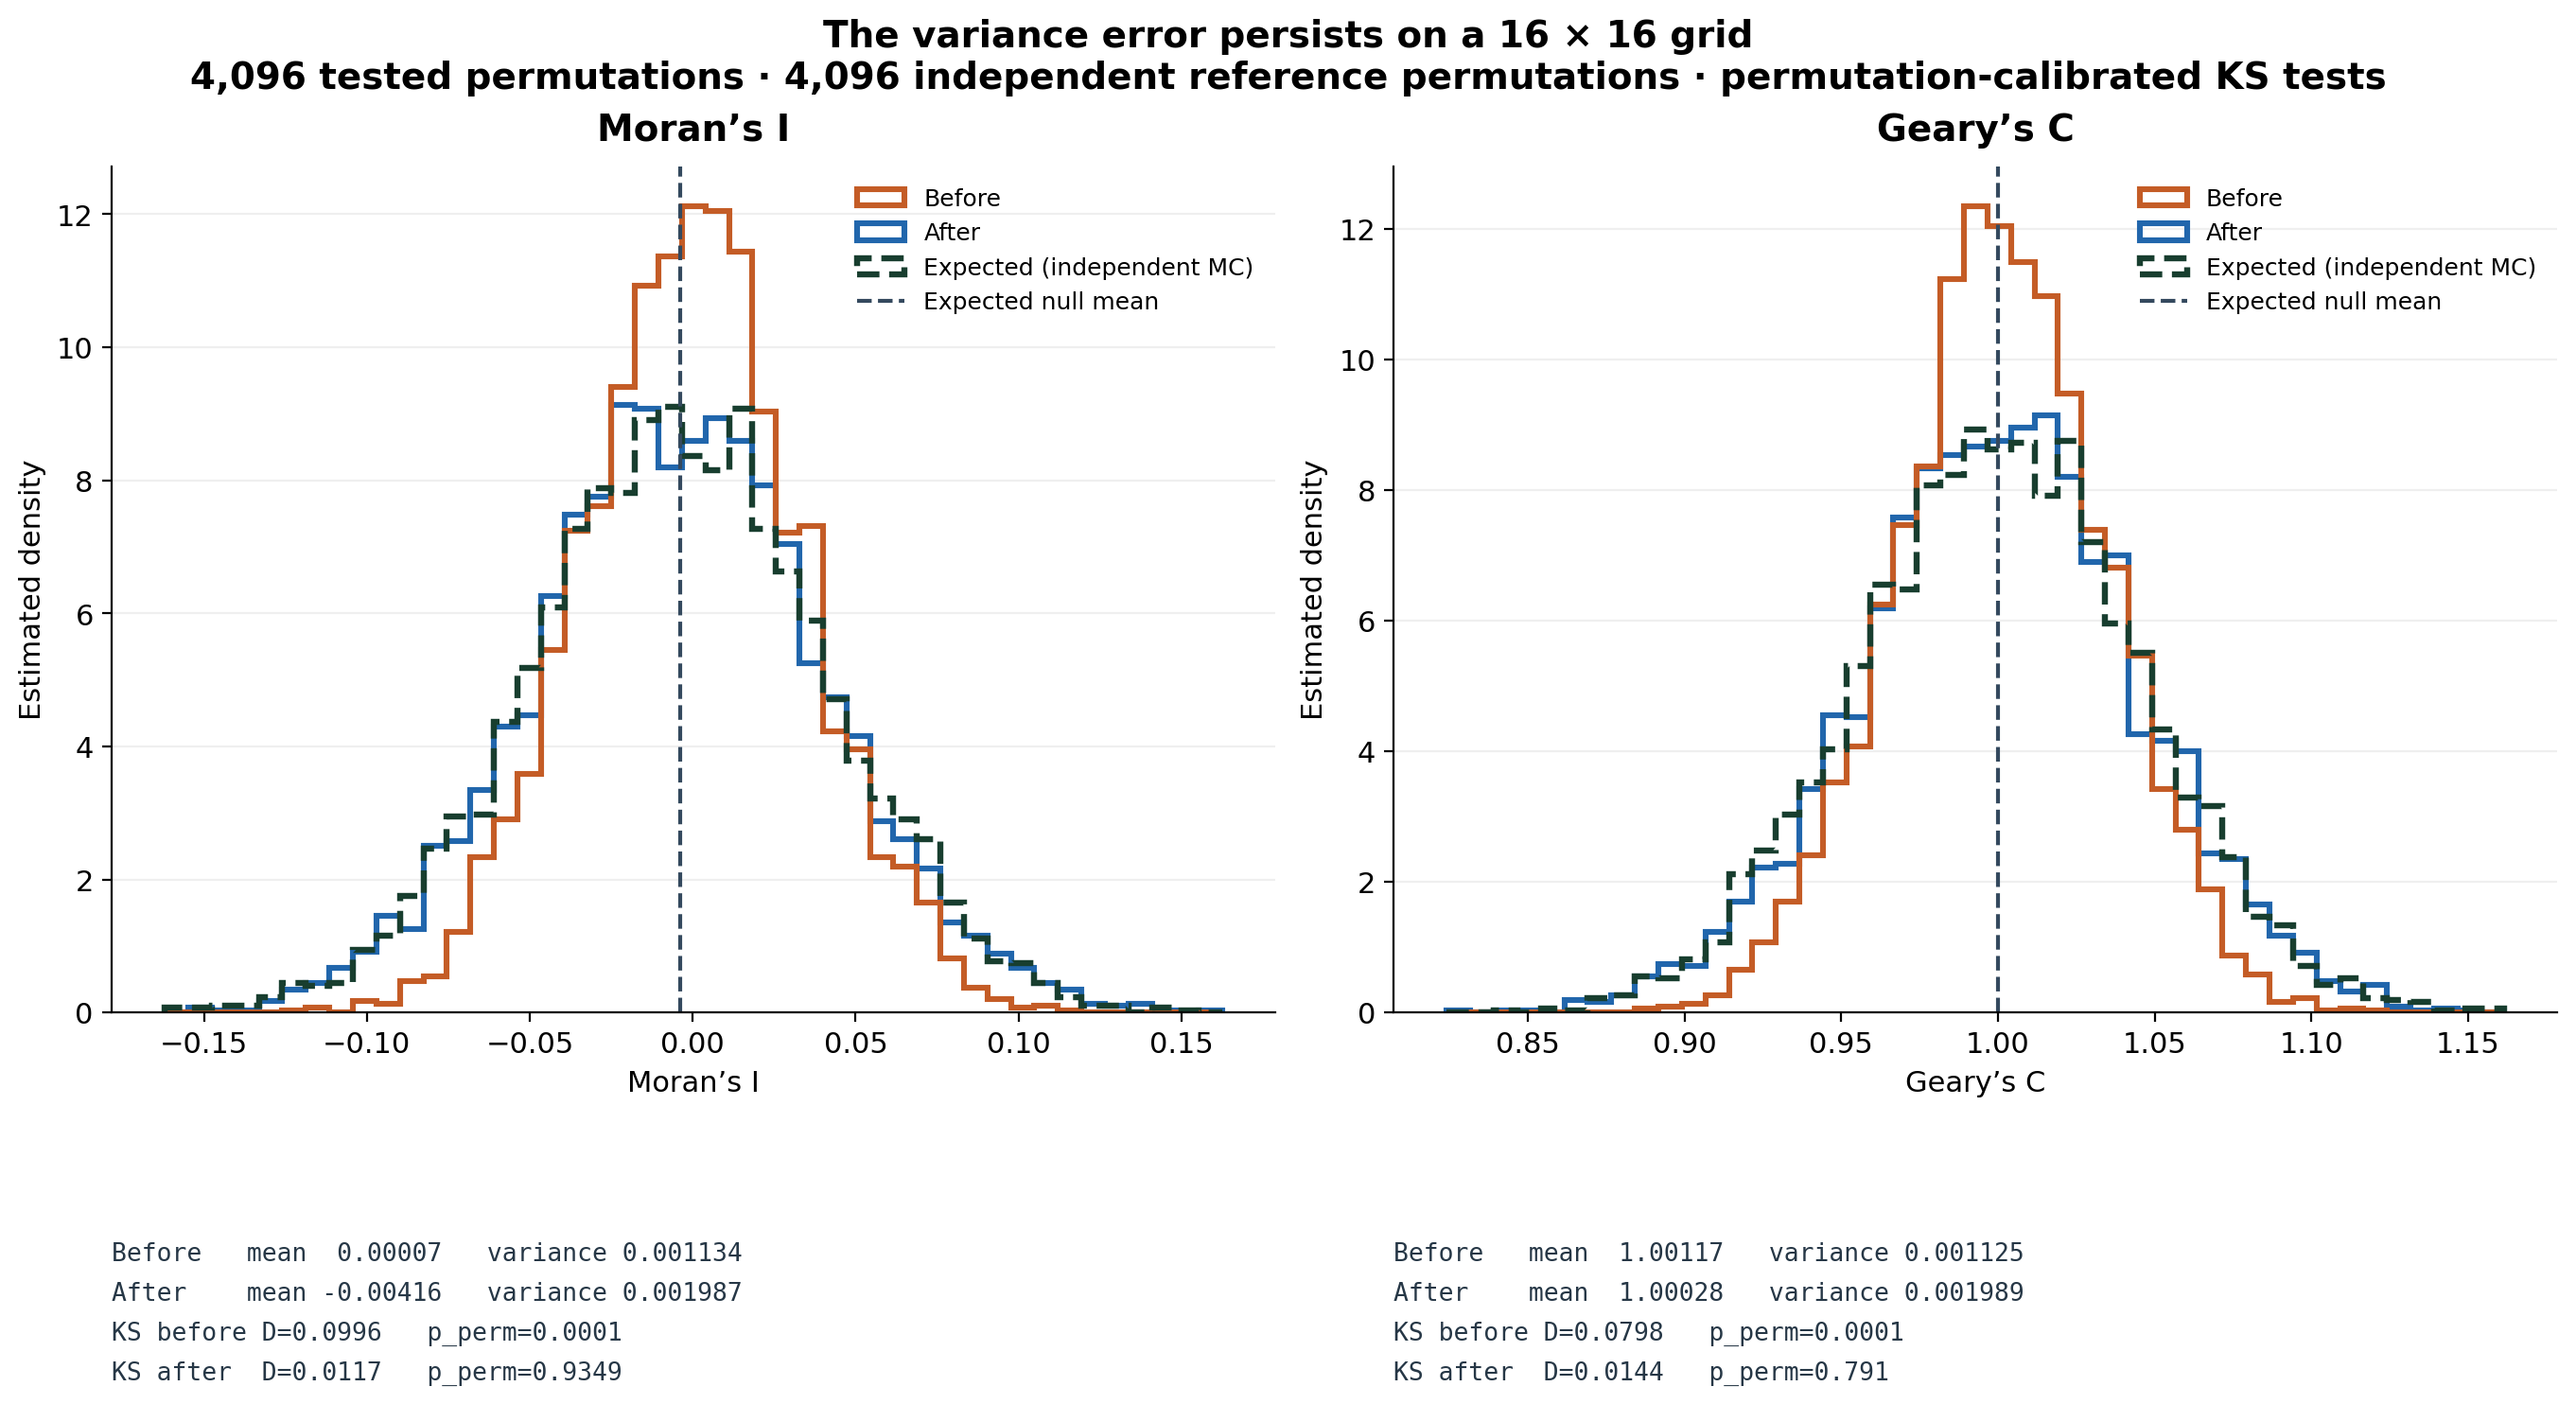 The variance error persists on a 16 × 16 grid
4,096 tested permutations · 4,096 independent reference permutations · permutation-calibrated KS tests
Moran’s I
Before
After
Expected (independent MC)
Expected null mean
Estimated density
12
10
8
6
4
2
0
−0.15
−0.10
−0.05
0.00
0.05
0.10
0.15
Moran’s I
Before   mean  0.00007   variance 0.001134
After    mean -0.00416   variance 0.001987
KS before D=0.0996   p_perm=0.0001
KS after  D=0.0117   p_perm=0.9349
Geary’s C
Before
After
Expected (independent MC)
Expected null mean
Estimated density
12
10
8
6
4
2
0
0.85
0.90
0.95
1.00
1.05
1.10
1.15
Geary’s C
Before   mean  1.00117   variance 0.001125
After    mean  1.00028   variance 0.001989
KS before D=0.0798   p_perm=0.0001
KS after  D=0.0144   p_perm=0.791